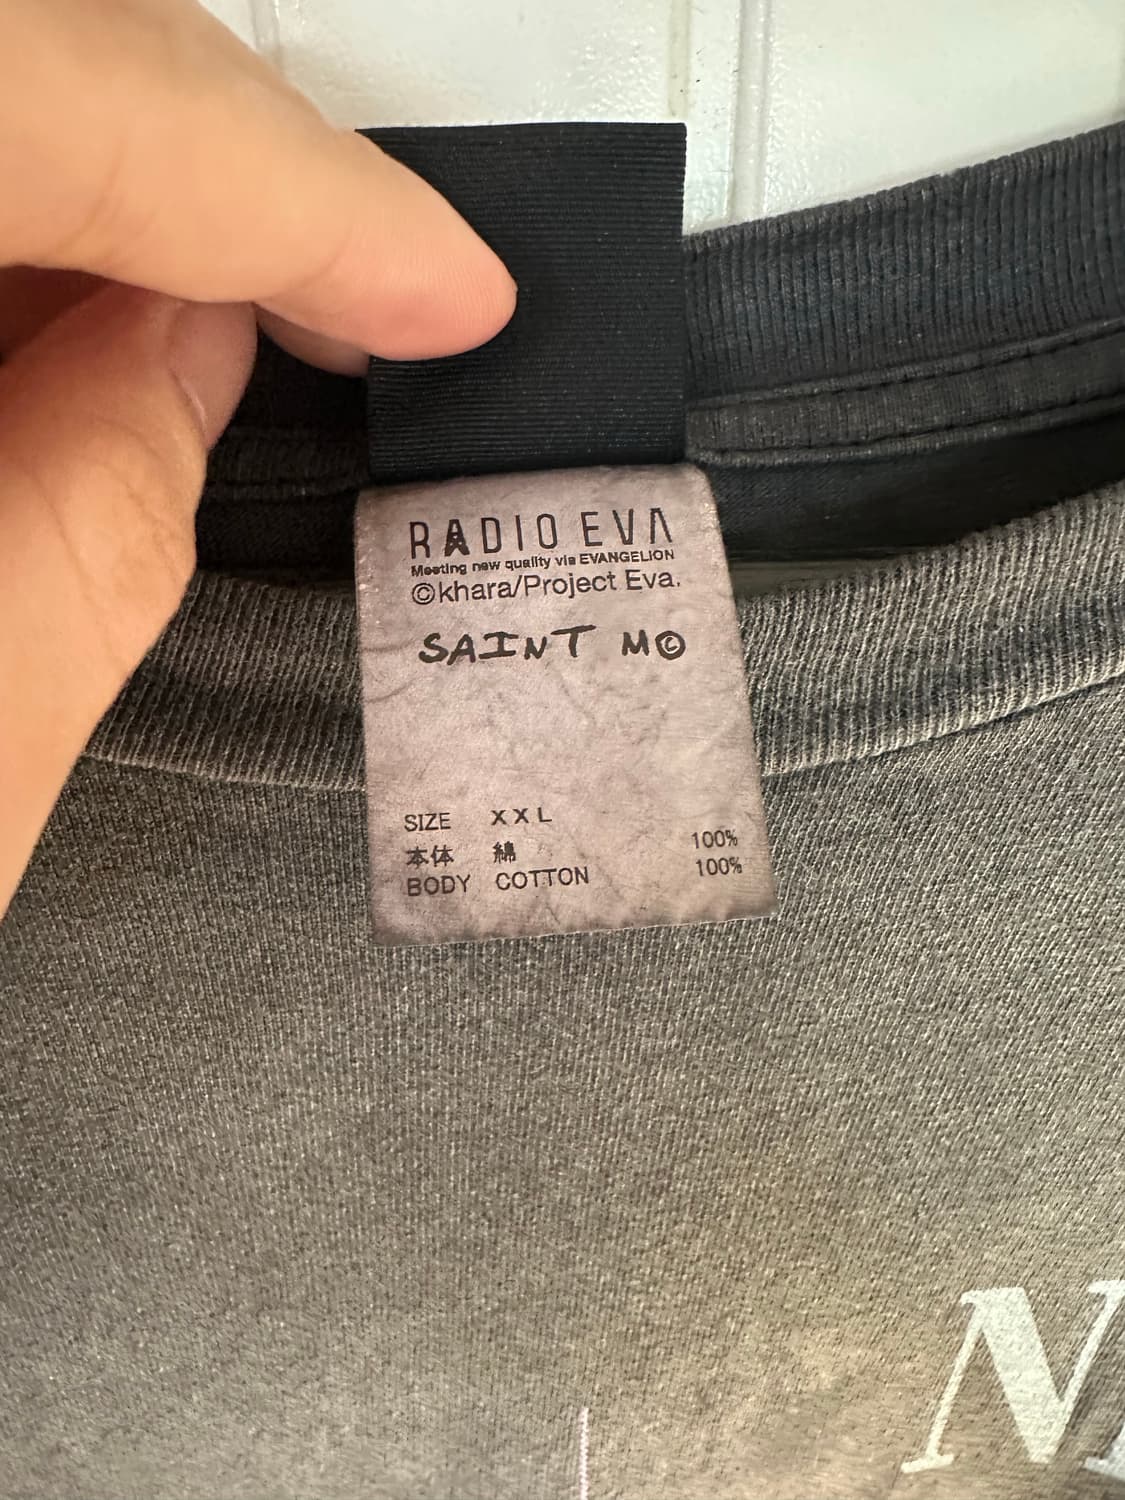 RADIO EVA
Meeting new quality via EVANGELION
©khara/Project Eva.
SAINT M©
SIZE XXL
本体 綿 100%
BODY COTTON 100%
N